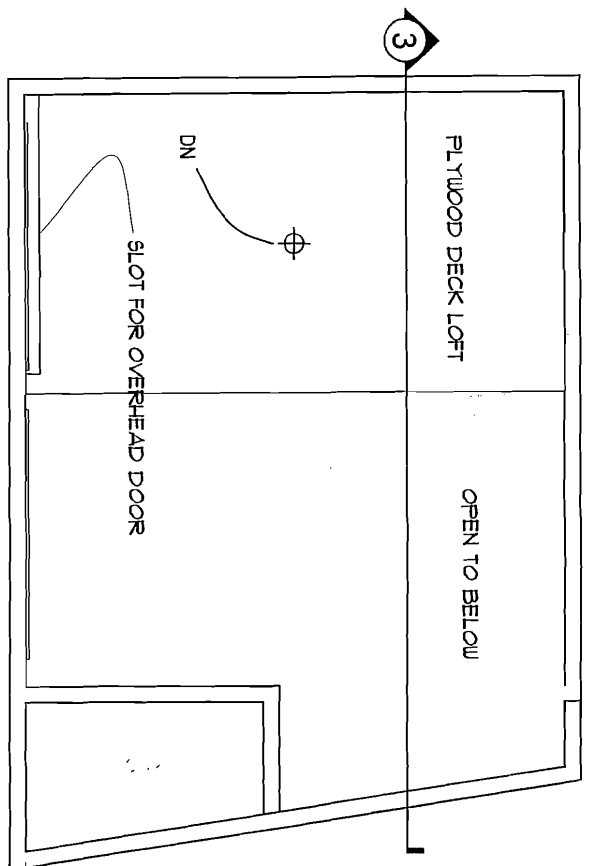 3
PLYWOOD DECK LOFT
OPEN TO BELOW
DN
SLOT FOR OVERHEAD DOOR